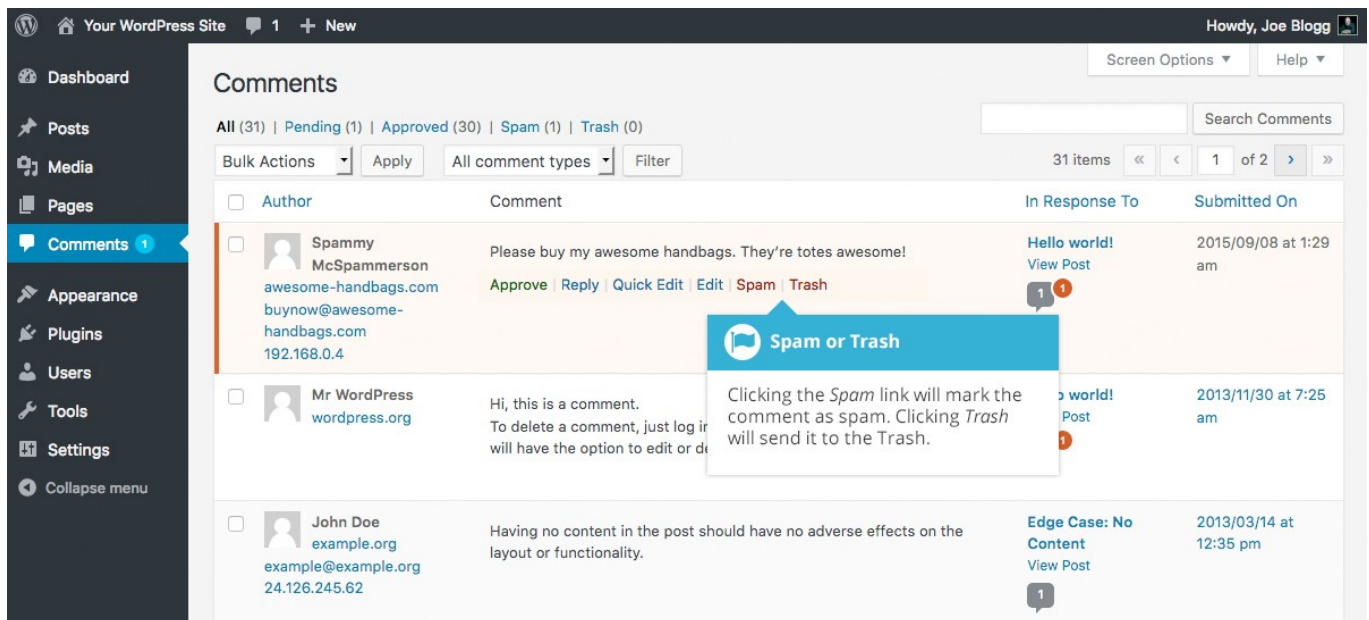 Your WordPress Site 1 + New Howdy, Joe Blogg
Screen Options ▼ Help ▼
Dashboard
Posts
Media
Pages
Comments 1
Appearance
Plugins
Users
Tools
Settings
Collapse menu
Comments
All (31) | Pending (1) | Approved (30) | Spam (1) | Trash (0)
Search Comments
Bulk Actions Apply All comment types Filter
31 items « ‹ 1 of 2 › »
Author Comment In Response To Submitted On
Spammy
McSpammerson
awesome-handbags.com
buynow@awesome-
handbags.com
192.168.0.4
Please buy my awesome handbags. They're totes awesome!
Approve | Reply | Quick Edit | Edit | Spam | Trash
Hello world!
View Post
1 1
2015/09/08 at 1:29
am
Spam or Trash
Clicking the Spam link will mark the
comment as spam. Clicking Trash
will send it to the Trash.
Mr WordPress
wordpress.org
Hi, this is a comment.
To delete a comment, just log
will have the option to edit or
world!
Post
1
2013/11/30 at 7:25
am
John Doe
example.org
example@example.org
24.126.245.62
Having no content in the post should have no adverse effects on the
layout or functionality.
Edge Case: No
Content
View Post
1
2013/03/14 at
12:35 pm